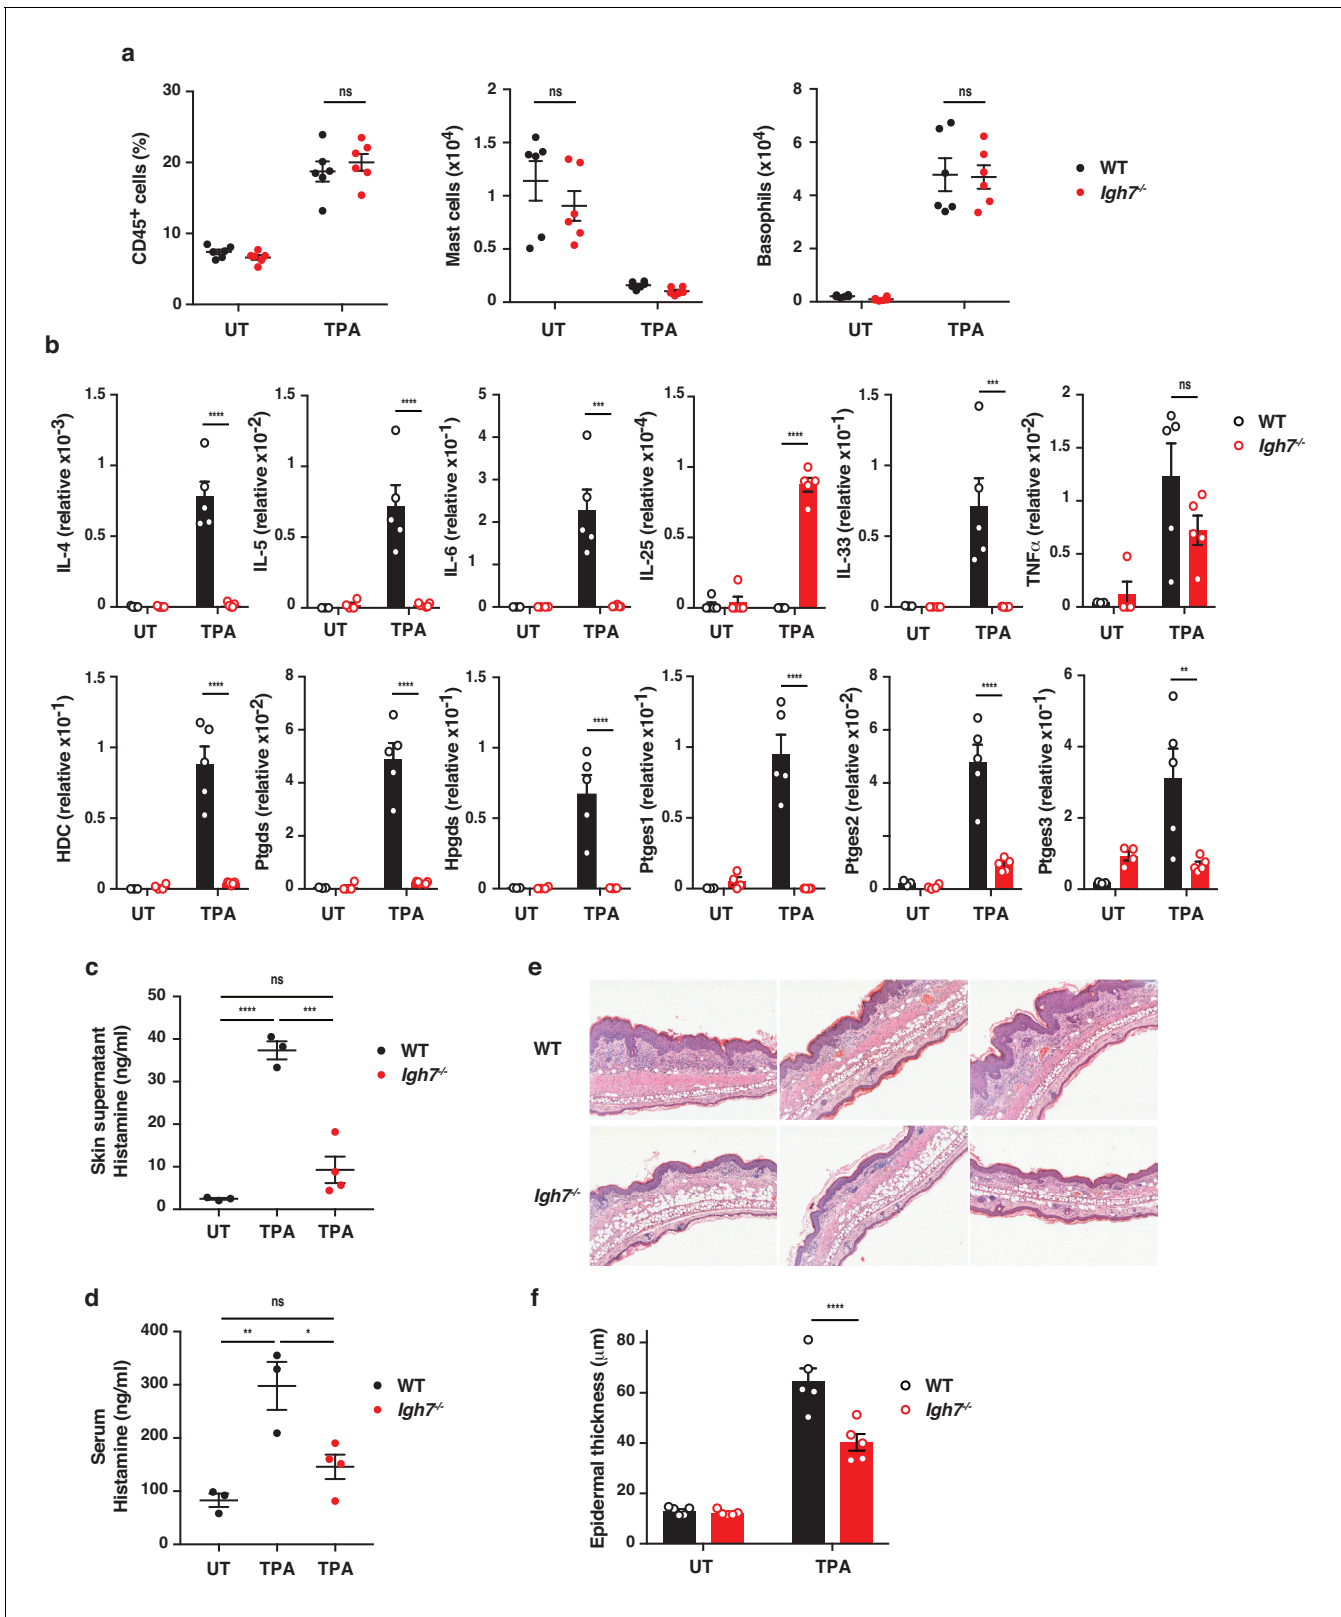 a
CD45+ cells (%)
30
20
10
0
ns
UT
TPA
Mast cells (x10^4)
2
1.5
1
0.5
0
ns
UT
TPA
Basophils (x10^4)
8
6
4
2
0
ns
UT
TPA
WT
Igh7-/-
b
IL-4 (relative x10-3)
1.5
1
0.5
0
****
UT
TPA
IL-5 (relative x10-2)
1.5
1
0.5
0
****
UT
TPA
IL-6 (relative x10-1)
5
4
3
2
1
0
***
UT
TPA
IL-25 (relative x10-4)
1.5
1
0.5
0
****
UT
TPA
IL-33 (relative x10-1)
1.5
1
0.5
0
***
UT
TPA
TNFα (relative x10-2)
2
1.5
1
0.5
0
ns
UT
TPA
WT
Igh7-/-
HDC (relative x10-1)
1.5
1
0.5
0
****
UT
TPA
Ptgds (relative x10-2)
8
6
4
2
0
****
UT
TPA
Hpgds (relative x10-1)
1.5
1
0.5
0
****
UT
TPA
Ptges1 (relative x10-1)
1.5
1
0.5
0
****
UT
TPA
Ptges2 (relative x10-2)
8
6
4
2
0
****
UT
TPA
Ptges3 (relative x10-1)
6
4
2
0
**
UT
TPA
c
Skin supernatant
Histamine (ng/ml)
50
40
30
20
10
0
ns
****
***
UT
TPA
TPA
WT
Igh7-/-
d
Serum
Histamine (ng/ml)
400
300
200
100
0
ns
**
*
UT
TPA
TPA
WT
Igh7-/-
e
WT
Igh7-/-
f
Epidermal thickness (μm)
80
60
40
20
0
****
UT
TPA
WT
Igh7-/-